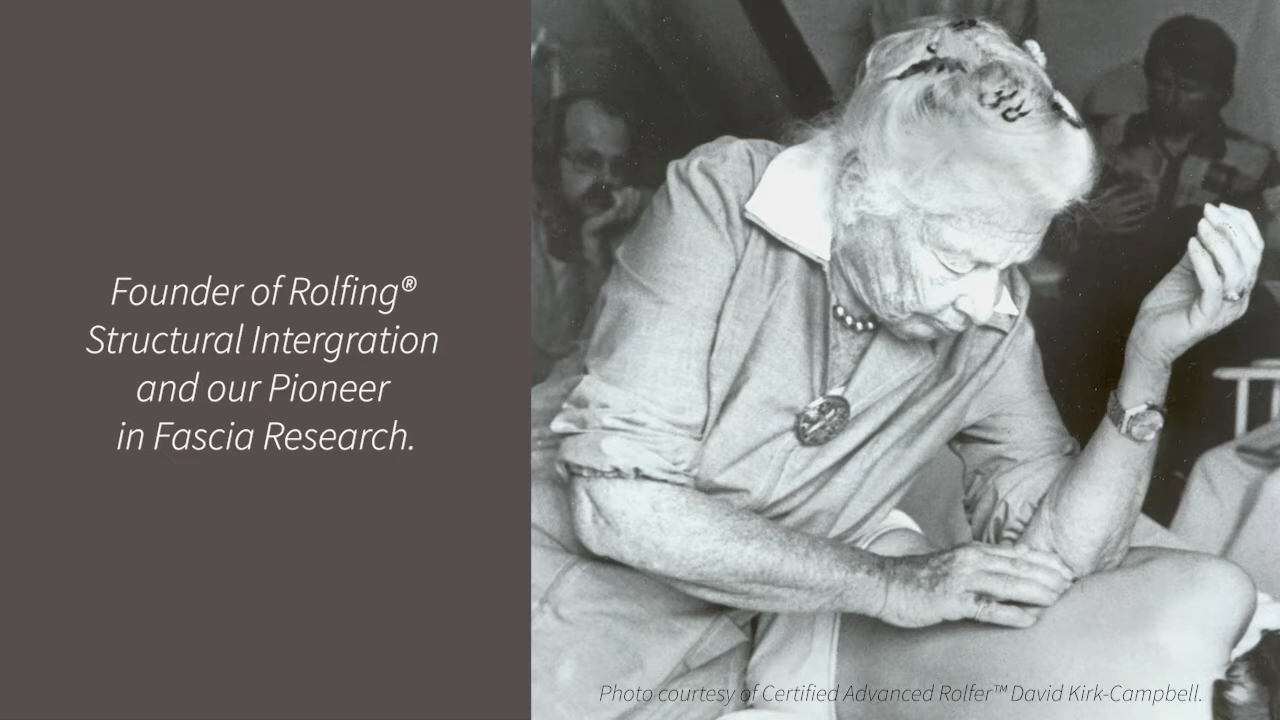 Founder of Rolfing®
Structural Intergration
and our Pioneer
in Fascia Research.
Photo courtesy of Certified Advanced Rolfer™ David Kirk-Campbell.